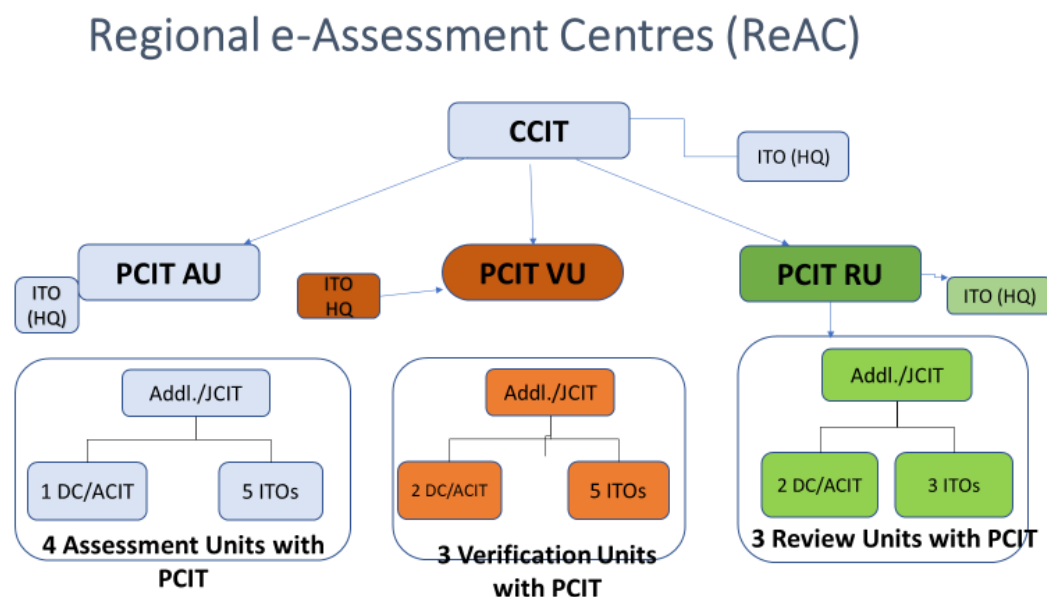 Regional e-Assessment Centres (ReAC)
CCIT
ITO (HQ)
PCIT AU
ITO
(HQ)
PCIT VU
ITO
HQ
PCIT RU
ITO (HQ)
Addl./JCIT
1 DC/ACIT
5 ITOs
4 Assessment Units with
PCIT
Addl./JCIT
2 DC/ACIT
5 ITOs
3 Verification Units
with PCIT
Addl./JCIT
2 DC/ACIT
3 ITOs
3 Review Units with PCIT